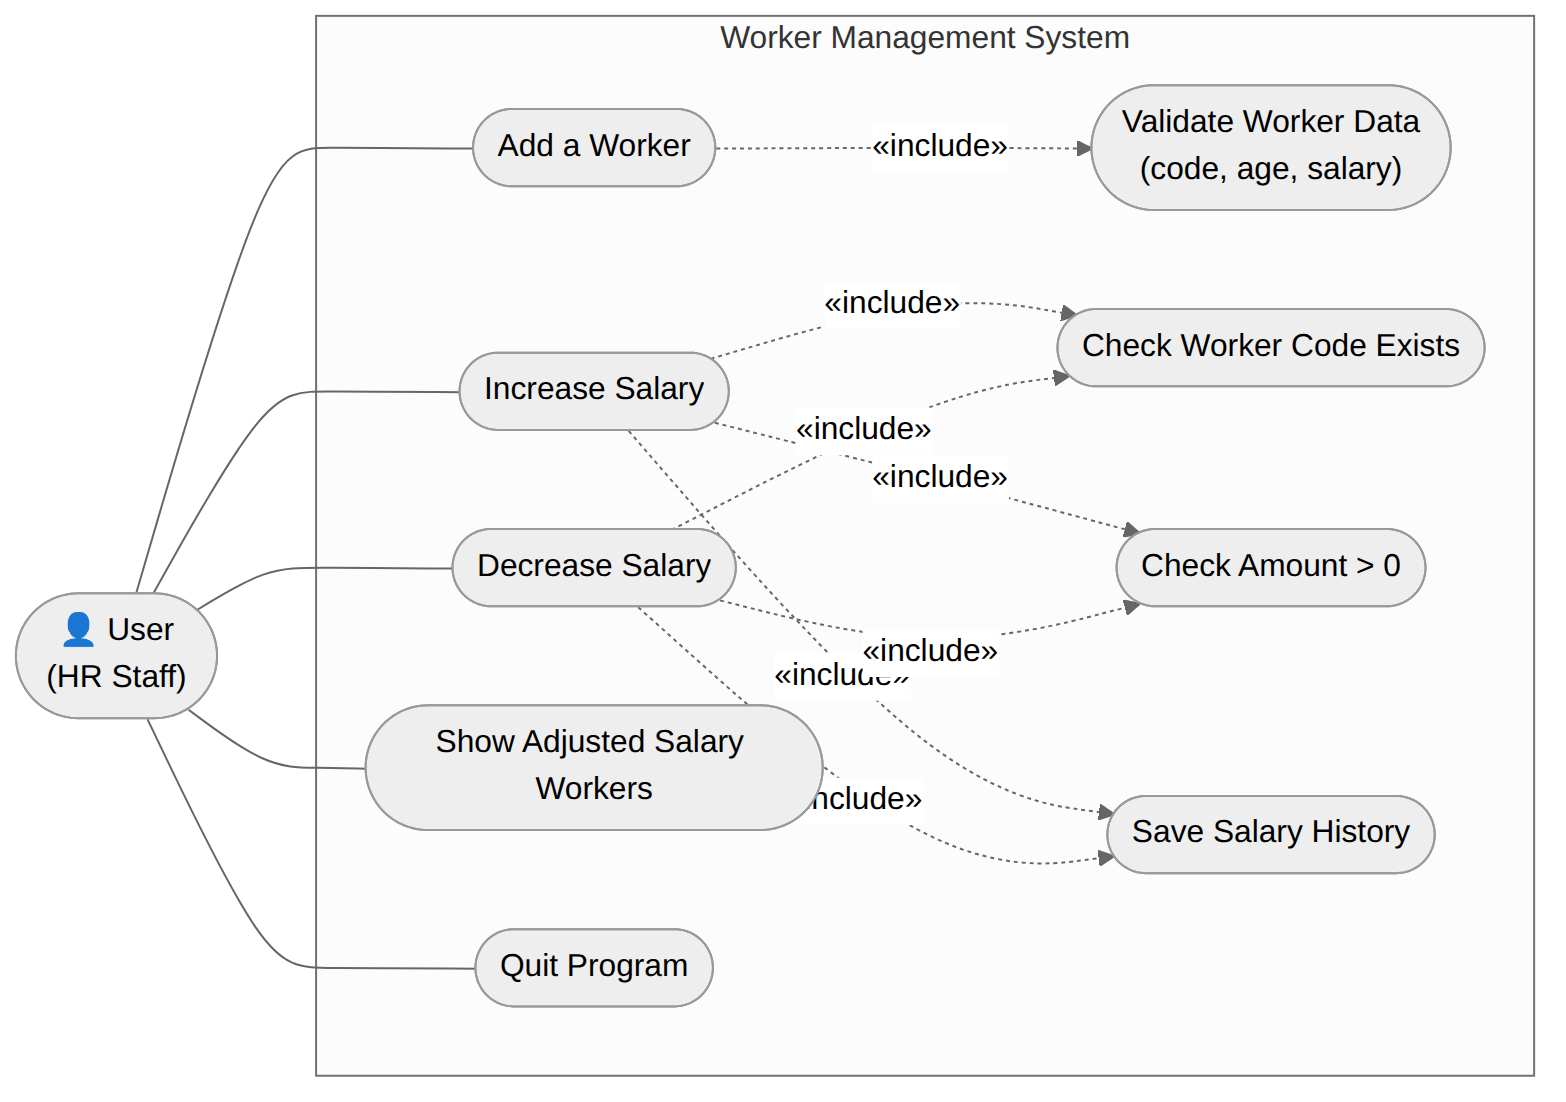 Worker Management System
Add a Worker
«include»
Validate Worker Data
(code, age, salary)
«include»
Check Worker Code Exists
Increase Salary
«include»
«include»
Decrease Salary
Check Amount > 0
👤 User
(HR Staff)
«include»
«include»
Show Adjusted Salary
Workers
nclude»
Save Salary History
Quit Program